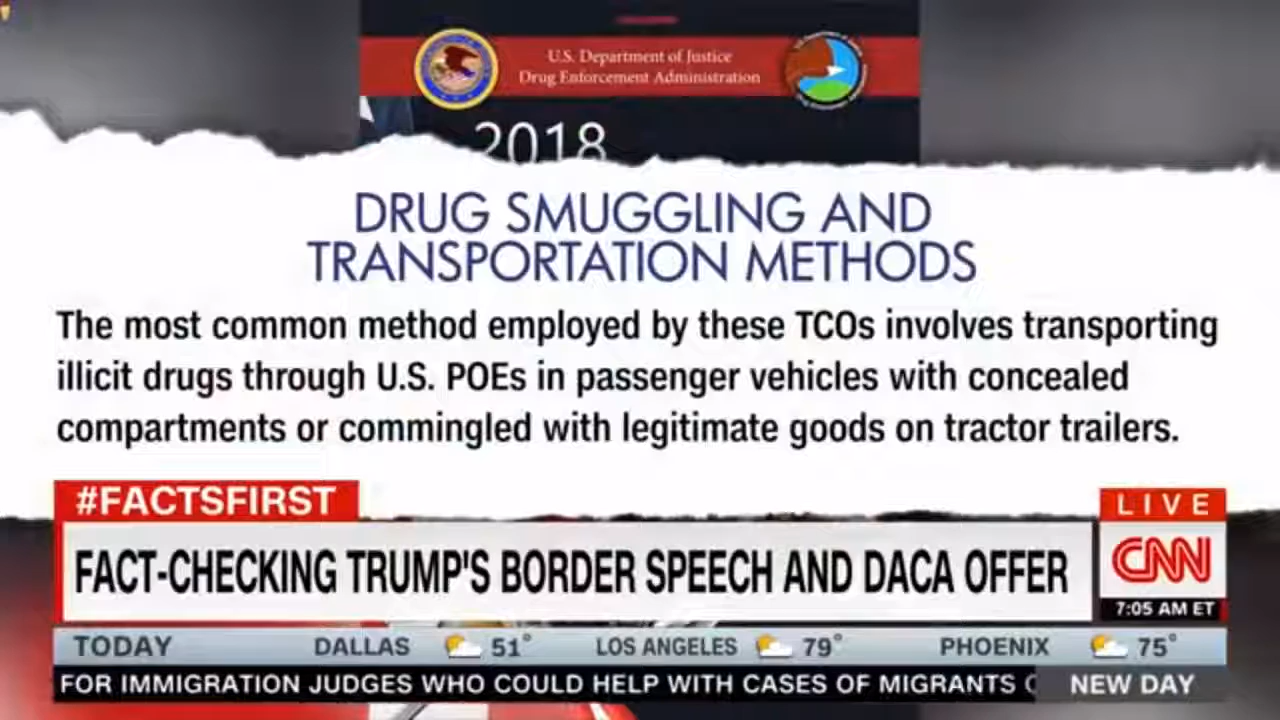 U.S. Department of Justice
Drug Enforcement Administration
2018
DRUG SMUGGLING AND
TRANSPORTATION METHODS
The most common method employed by these TCOs involves transporting
illicit drugs through U.S. POEs in passenger vehicles with concealed
compartments or commingled with legitimate goods on tractor trailers.
#FACTSFIRST
LIVE
FACT-CHECKING TRUMP'S BORDER SPEECH AND DACA OFFER
CNN
7:05 AM ET
TODAY DALLAS 51° LOS ANGELES 79° PHOENIX 75°
FOR IMMIGRATION JUDGES WHO COULD HELP WITH CASES OF MIGRANTS NEW DAY